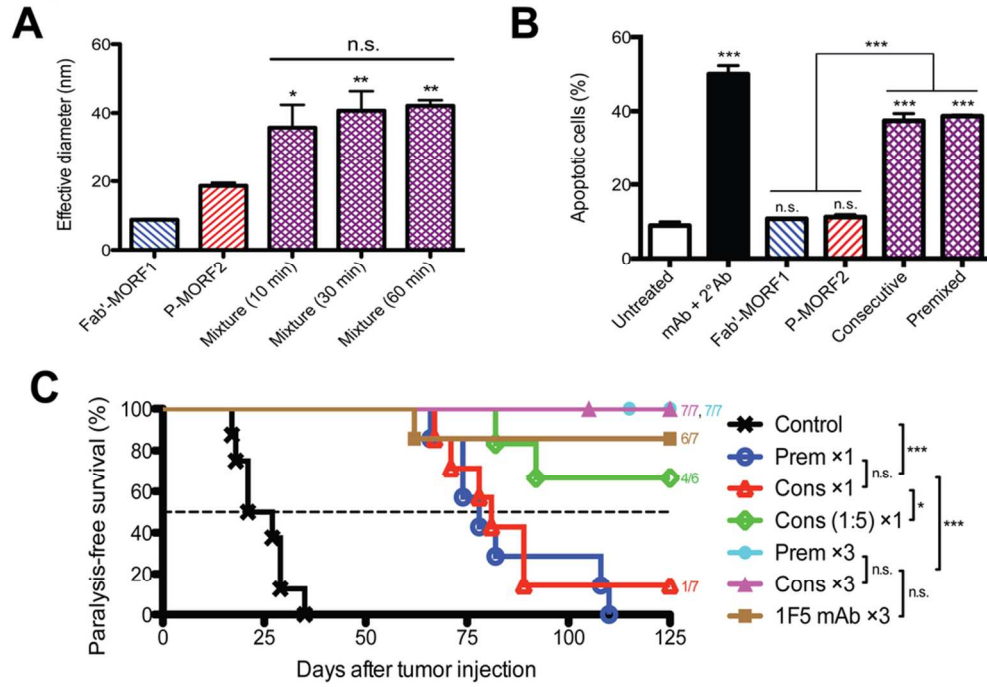 A
Effective diameter (nm)
60
40
20
0
n.s.
*
**
**
Fab'-MORF1
P-MORF2
Mixture (10 min)
Mixture (30 min)
Mixture (60 min)
B
Apoptotic cells (%)
60
40
20
0
***
***
n.s.
n.s.
***
***
Untreated
mAb + 2°Ab
Fab'-MORF1
P-MORF2
Consecutive
Premixed
C
Paralysis-free survival (%)
100
80
60
40
20
0
7/7, 7/7
6/7
4/6
1/7
0
25
50
75
100
125
Days after tumor injection
Control
Prem ×1
Cons ×1
Cons (1:5) ×1
Prem ×3
Cons ×3
1F5 mAb ×3
***
n.s.
*
***
n.s.
n.s.